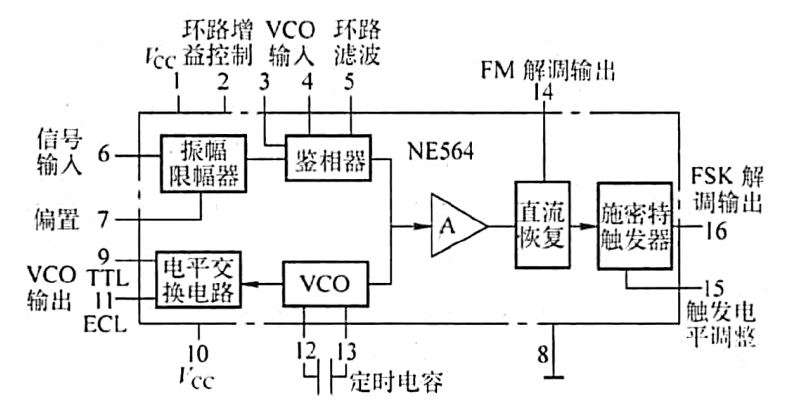 环路增 VCO 环路
V_CC 益控制 输入 滤波
1 2 3 4 5
FM 解调输出
14
信号
输入 6
振幅
限幅器
鉴相器
NE564
偏置 7
A
直流
恢复
施密特
触发器
FSK 解
调输出
16
9
VCO TTL
输出 11
ECL
电平交
换电路
VCO
15
触发电
平调整
10
V_CC
12 13
定时电容
8